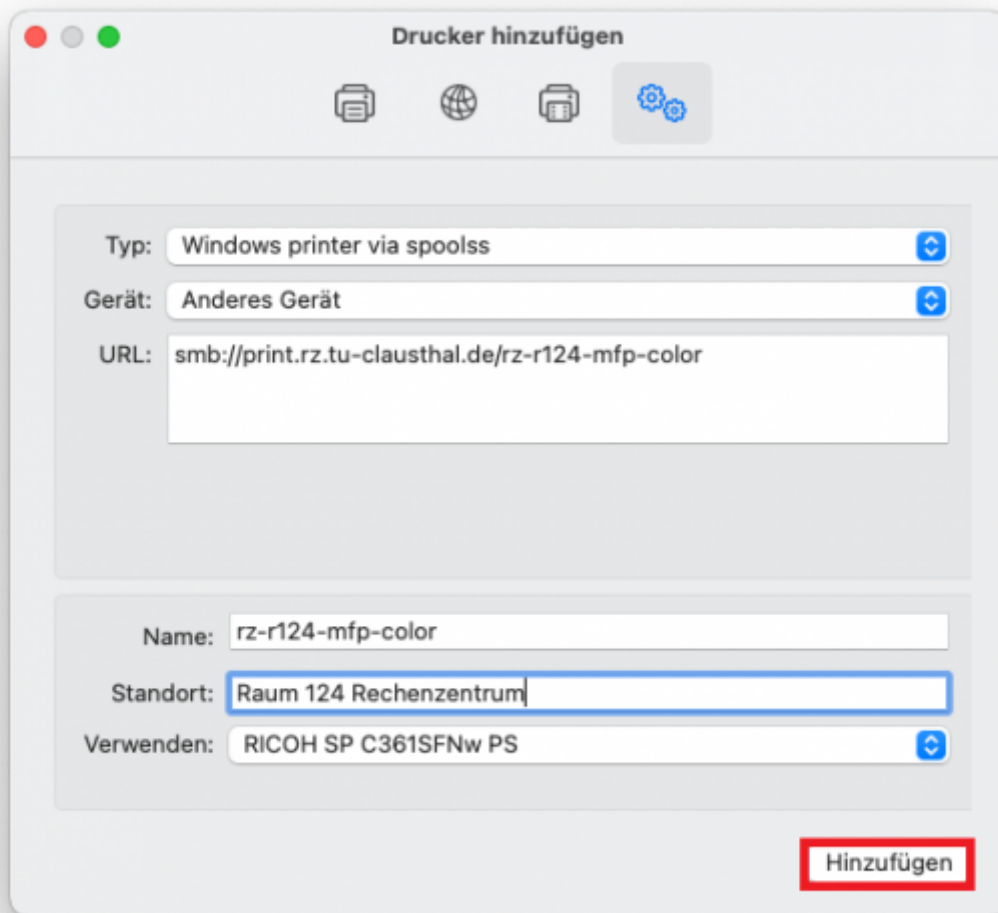 Drucker hinzufügen
Typ: Windows printer via spoolss
Gerät: Anderes Gerät
URL: smb://print.rz.tu-clausthal.de/rz-r124-mfp-color
Name: rz-r124-mfp-color
Standort: Raum 124 Rechenzentrum
Verwenden: RICOH SP C361SFNw PS
Hinzufügen